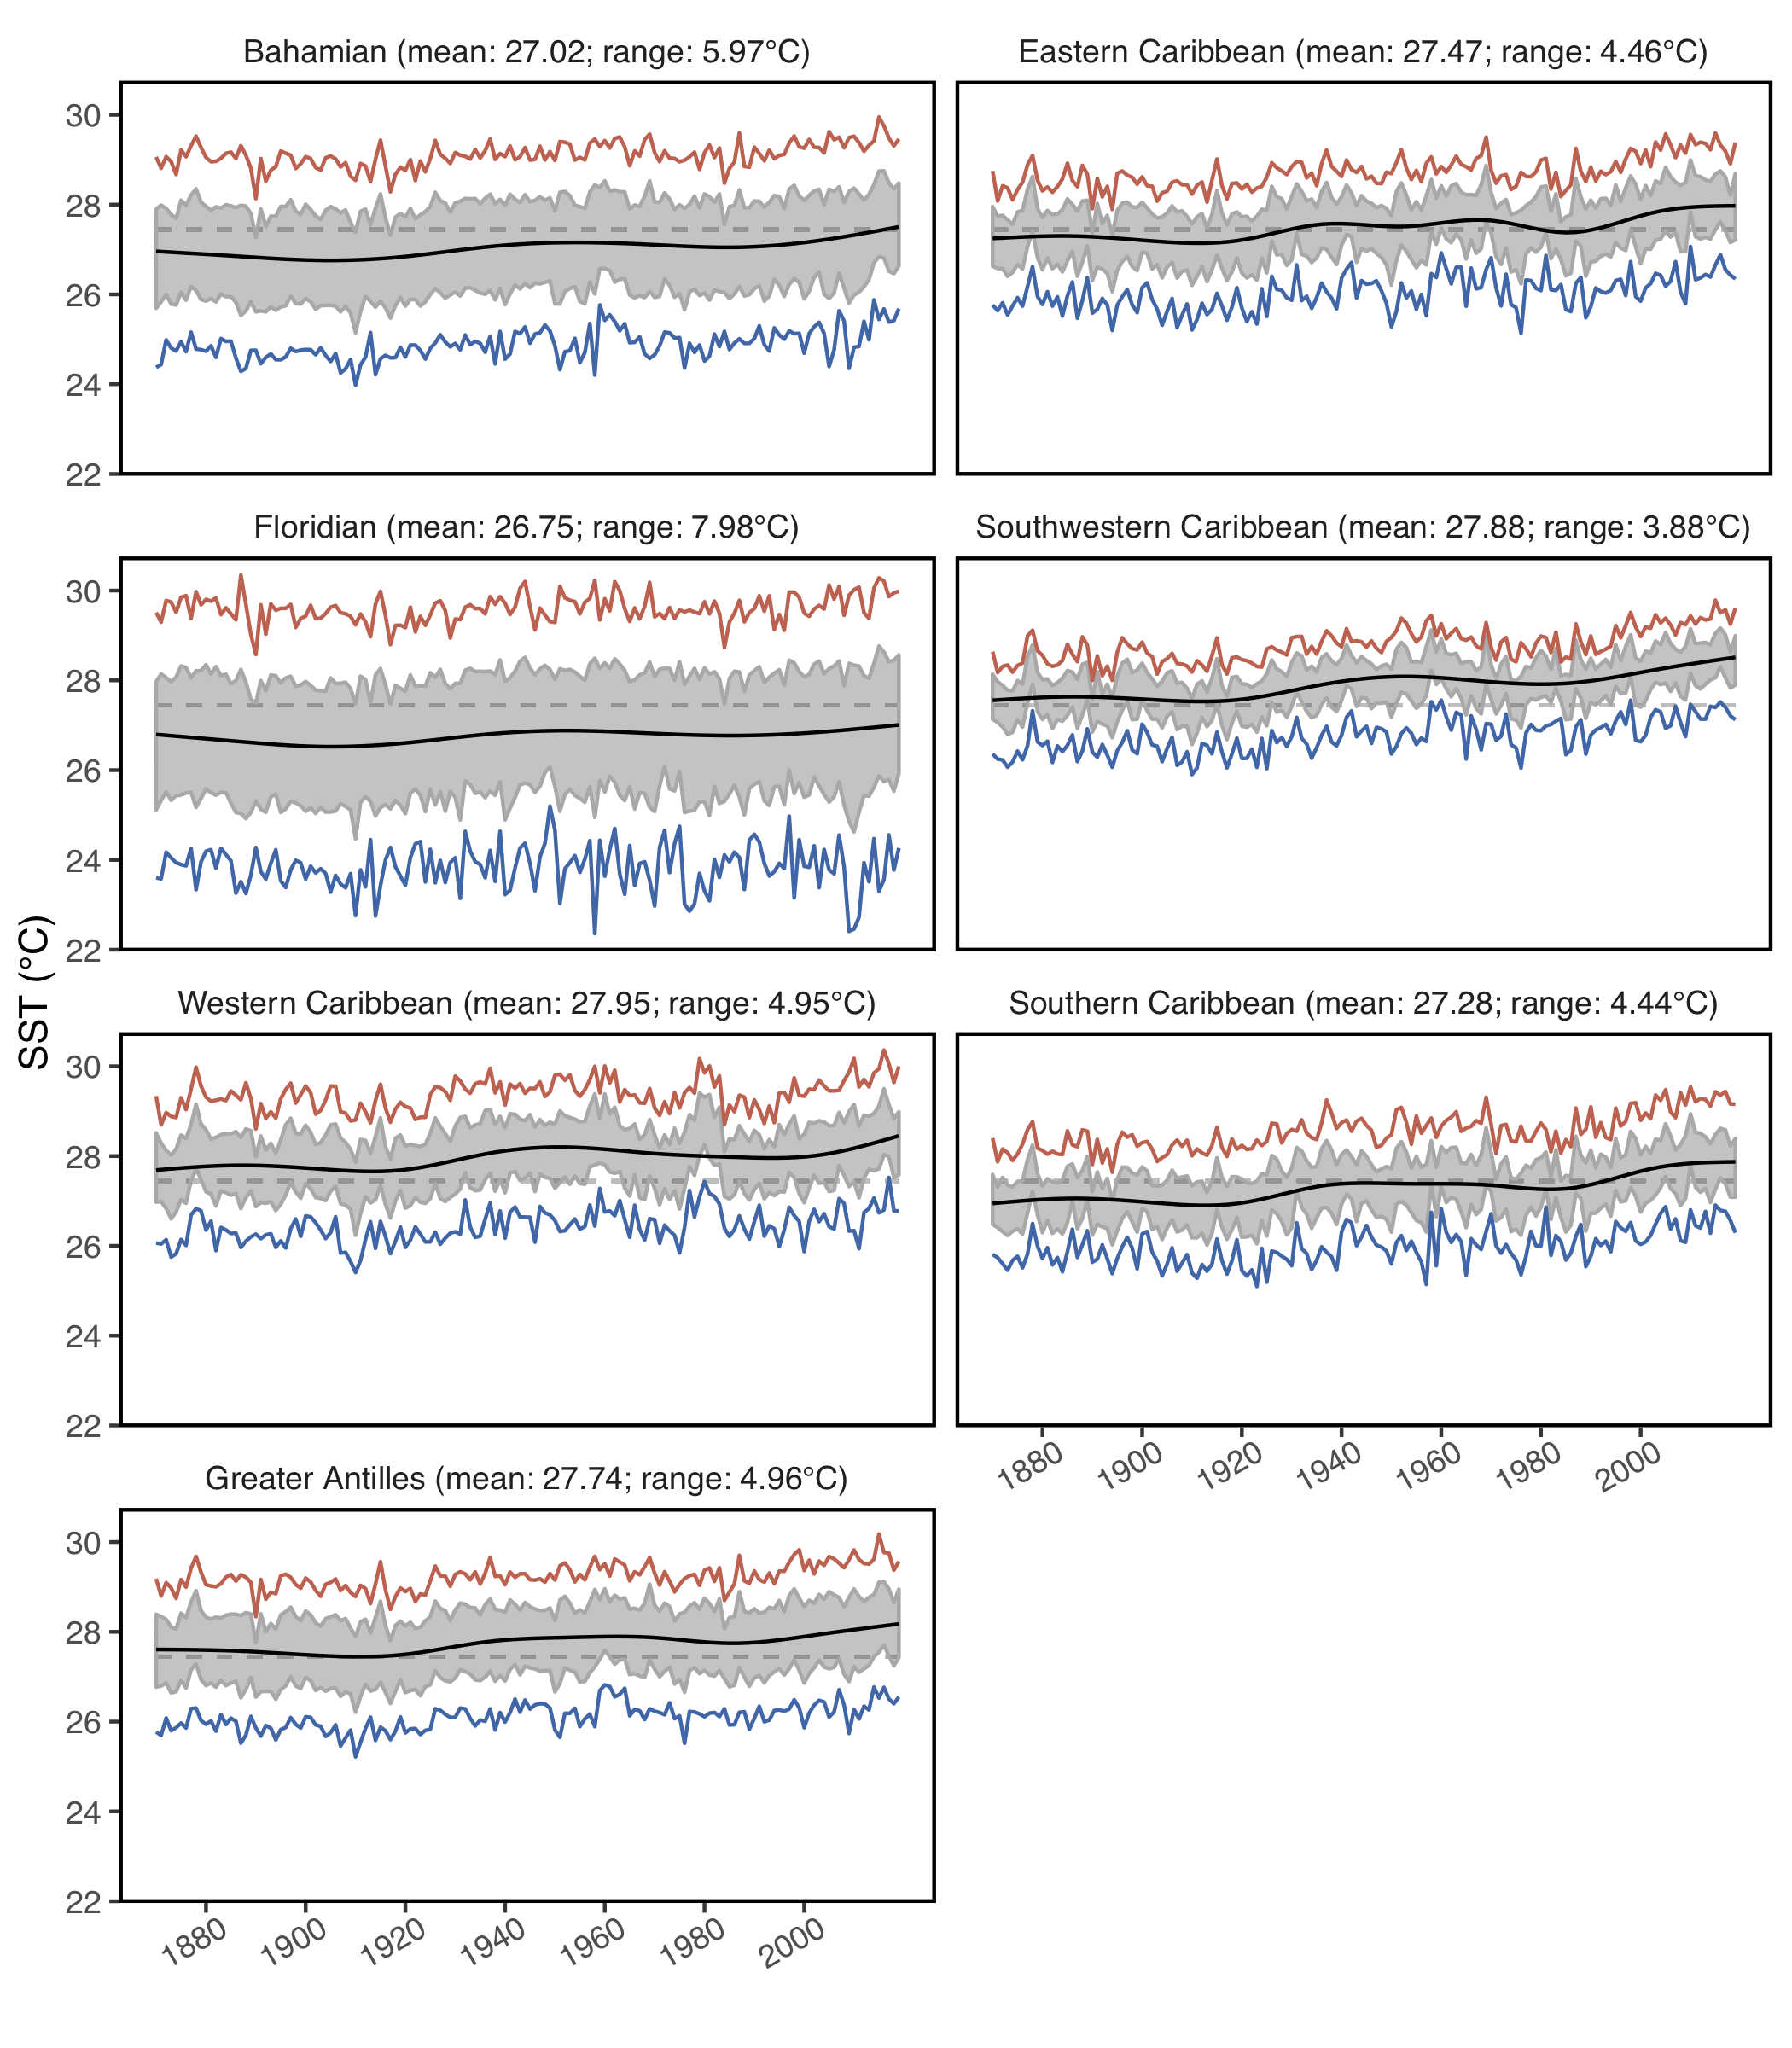 Bahamian (mean: 27.02; range: 5.97°C)
Eastern Caribbean (mean: 27.47; range: 4.46°C)
30
28
26
24
22
Floridian (mean: 26.75; range: 7.98°C)
Southwestern Caribbean (mean: 27.88; range: 3.88°C)
30
28
26
24
22
SST (°C)
Western Caribbean (mean: 27.95; range: 4.95°C)
Southern Caribbean (mean: 27.28; range: 4.44°C)
30
28
26
24
22
1880 1900 1920 1940 1960 1980 2000
Greater Antilles (mean: 27.74; range: 4.96°C)
30
28
26
24
22
1880 1900 1920 1940 1960 1980 2000